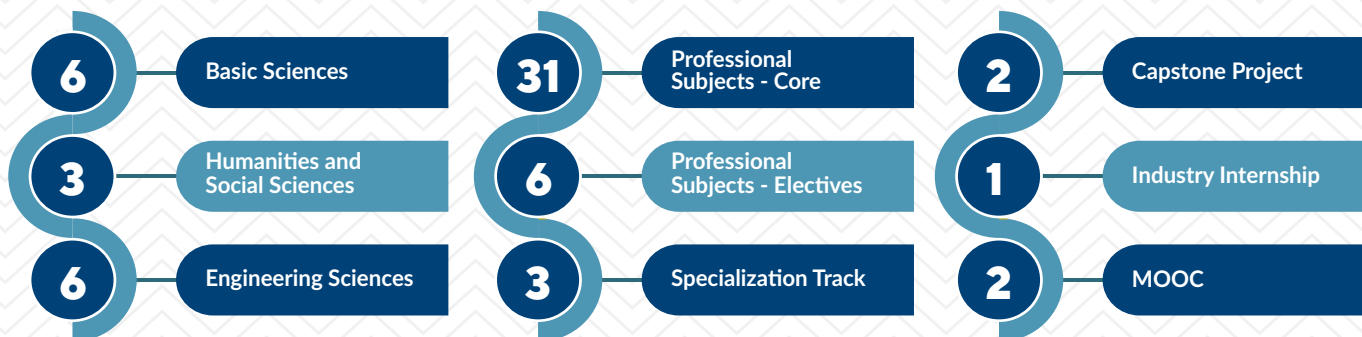 6
Basic Sciences
3
Humanities and
Social Sciences
6
Engineering Sciences
31
Professional
Subjects - Core
6
Professional
Subjects - Electives
3
Specialization Track
2
Capstone Project
1
Industry Internship
2
MOOC